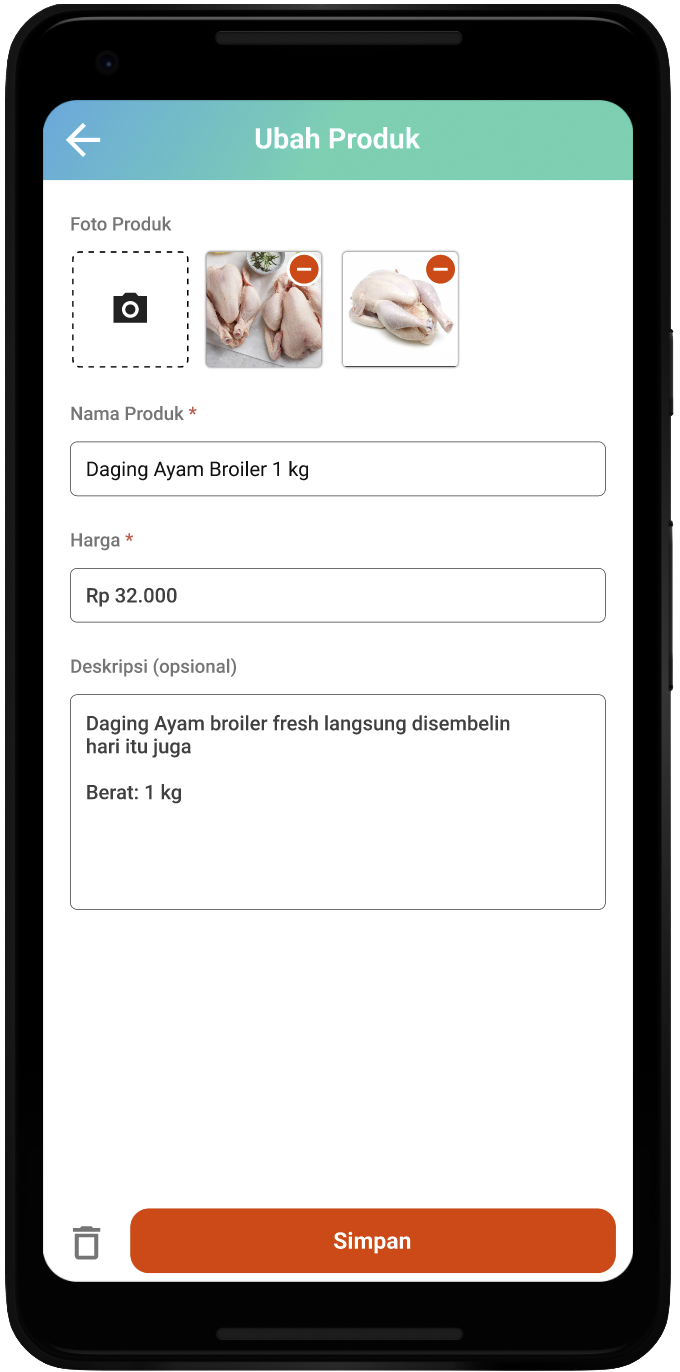 Ubah Produk
Foto Produk
Nama Produk *
Daging Ayam Broiler 1 kg
Harga *
Rp 32.000
Deskripsi (opsional)
Daging Ayam broiler fresh langsung disembelin
hari itu juga
Berat: 1 kg
Simpan